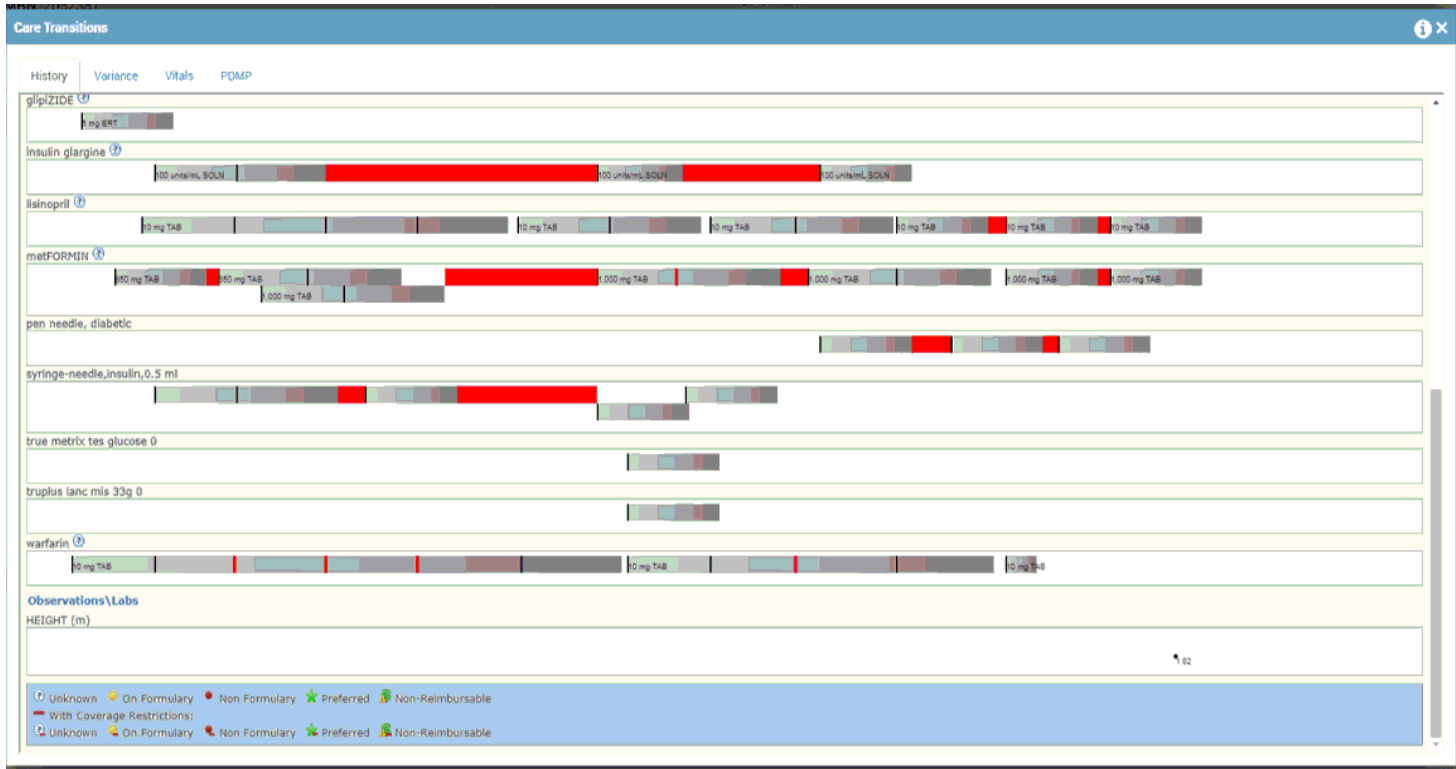 Care Transitions
History Variance Vitals PDMP
glipiZIDE
5 mg ERT
insulin glargine
100 units/mL SOLN 100 units/mL SOLN 100 units/mL SOLN
lisinopril
10 mg TAB 10 mg TAB 10 mg TAB 10 mg TAB 10 mg TAB 10 mg TAB
metFORMIN
850 mg TAB 850 mg TAB 1,000 mg TAB 1,000 mg TAB 1,000 mg TAB 1,000 mg TAB
1,000 mg TAB
pen needle, diabetic
syringe-needle,insulin,0.5 ml
true metrix tes glucose 0
truplus lanc mis 33g 0
warfarin
10 mg TAB 10 mg TAB 10 mg TAB
Observations\Labs
HEIGHT (m)
Unknown On Formulary Non Formulary Preferred Non-Reimbursable
With Coverage Restrictions:
Unknown On Formulary Non Formulary Preferred Non-Reimbursable